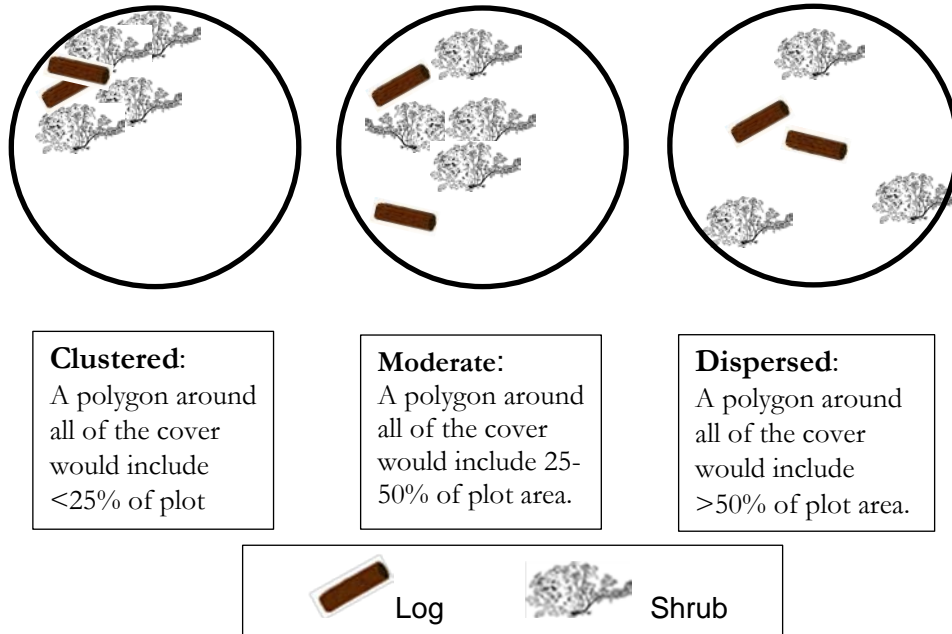 Clustered:
A polygon around
all of the cover
would include
<25% of plot
Moderate:
A polygon around
all of the cover
would include 25-
50% of plot area.
Dispersed:
A polygon around
all of the cover
would include
>50% of plot area.
Log
Shrub